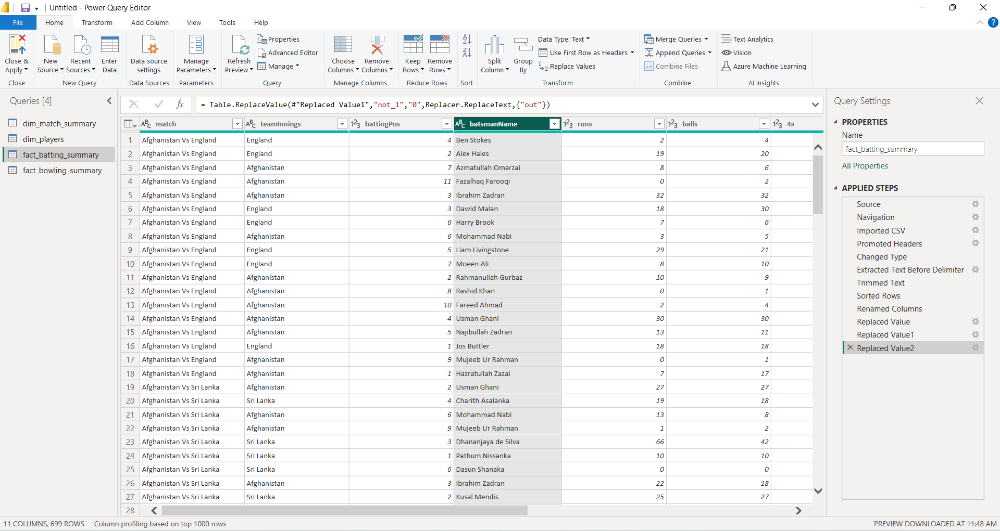 Untitled - Power Query Editor
File Home Transform Add Column View Tools Help
Close & Apply
Close
New Source
Recent Sources
Enter Data
New Query
Data source settings
Data Sources
Manage Parameters
Parameters
Refresh Preview
Properties
Advanced Editor
Manage
Query
Choose Columns
Remove Columns
Manage Columns
Keep Rows
Remove Rows
Reduce Rows
A Z
Z A
Sort
Split Column
Group By
Data Type: Text
Use First Row as Headers
1 2 Replace Values
Transform
Merge Queries
Append Queries
Combine Files
Combine
Text Analytics
Vision
Azure Machine Learning
AI Insights
?
Queries [4]
dim_match_summary
dim_players
fact_batting_summary
fact_bowling_summary
fx = Table.ReplaceValue(#"Replaced Value1","not_1","0",Replacer.ReplaceText,{"out"})
ABC match ABC teamInnings 123 battingPos ABC batsmanName 123 runs 123 balls 123 4s
1 Afghanistan Vs England England 4 Ben Stokes 2 4
2 Afghanistan Vs England England 2 Alex Hales 19 20
3 Afghanistan Vs England Afghanistan 7 Azmatullah Omarzai 8 6
4 Afghanistan Vs England Afghanistan 11 Fazalhaq Farooqi 0 2
5 Afghanistan Vs England Afghanistan 3 Ibrahim Zadran 32 32
6 Afghanistan Vs England England 3 Dawid Malan 18 30
7 Afghanistan Vs England England 6 Harry Brook 7 6
8 Afghanistan Vs England Afghanistan 6 Mohammad Nabi 3 5
9 Afghanistan Vs England England 5 Liam Livingstone 29 21
10 Afghanistan Vs England England 7 Moeen Ali 8 10
11 Afghanistan Vs England Afghanistan 2 Rahmanullah Gurbaz 10 9
12 Afghanistan Vs England Afghanistan 8 Rashid Khan 0 1
13 Afghanistan Vs England Afghanistan 10 Fareed Ahmad 2 4
14 Afghanistan Vs England Afghanistan 4 Usman Ghani 30 30
15 Afghanistan Vs England Afghanistan 5 Najibullah Zadran 13 11
16 Afghanistan Vs England England 1 Jos Buttler 18 18
17 Afghanistan Vs England Afghanistan 9 Mujeeb Ur Rahman 0 1
18 Afghanistan Vs England Afghanistan 1 Hazratullah Zazai 7 17
19 Afghanistan Vs Sri Lanka Afghanistan 2 Usman Ghani 27 27
20 Afghanistan Vs Sri Lanka Sri Lanka 4 Charith Asalanka 19 18
21 Afghanistan Vs Sri Lanka Afghanistan 6 Mohammad Nabi 13 8
22 Afghanistan Vs Sri Lanka Afghanistan 9 Mujeeb Ur Rahman 1 2
23 Afghanistan Vs Sri Lanka Sri Lanka 3 Dhananjaya de Silva 66 42
24 Afghanistan Vs Sri Lanka Sri Lanka 1 Pathum Nissanka 10 10
25 Afghanistan Vs Sri Lanka Sri Lanka 6 Dasun Shanaka 0 0
26 Afghanistan Vs Sri Lanka Afghanistan 3 Ibrahim Zadran 22 18
27 Afghanistan Vs Sri Lanka Sri Lanka 2 Kusal Mendis 25 27
28
Query Settings
PROPERTIES
Name
fact_batting_summary
All Properties
APPLIED STEPS
Source
Navigation
Imported CSV
Promoted Headers
Changed Type
Extracted Text Before Delimiter
Trimmed Text
Sorted Rows
Renamed Columns
Replaced Value
Replaced Value1
Replaced Value2
11 COLUMNS, 699 ROWS Column profiling based on top 1000 rows PREVIEW DOWNLOADED AT 11:48 AM